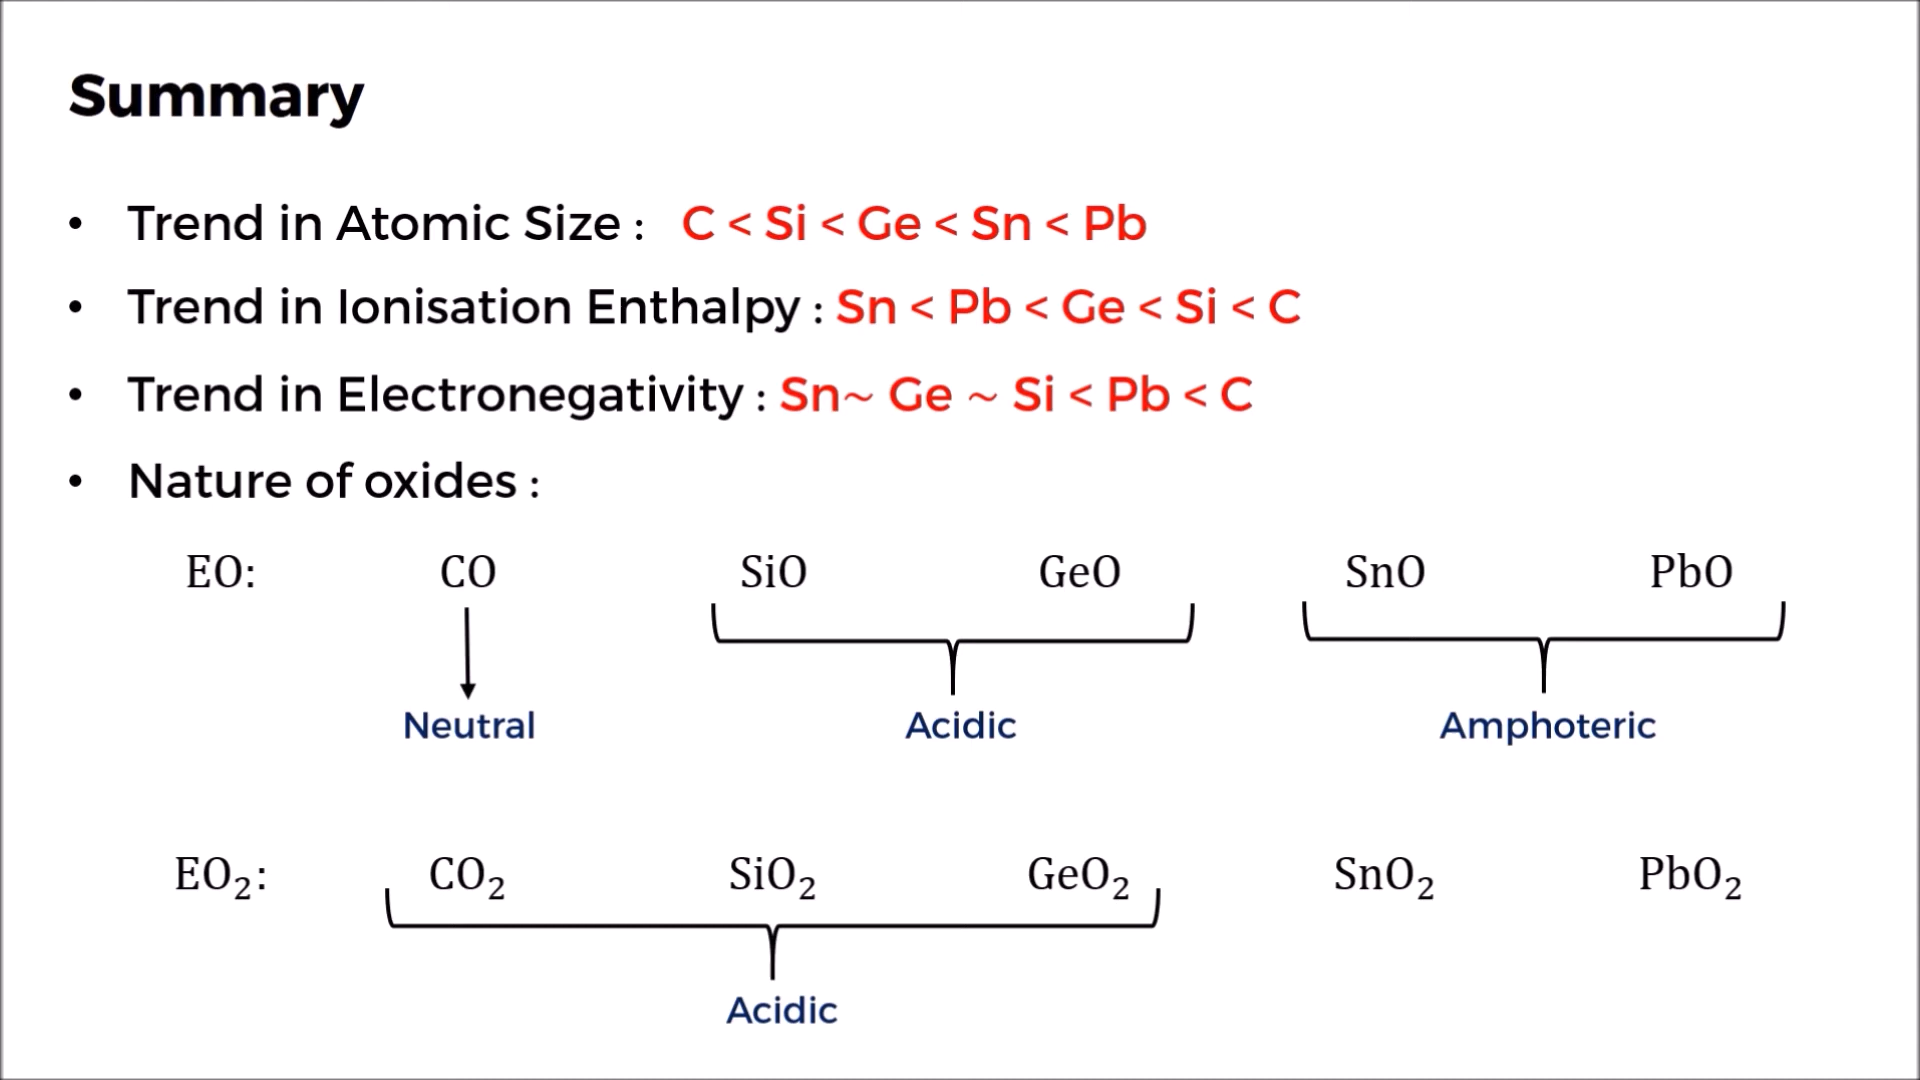 Summary
• Trend in Atomic Size : C < Si < Ge < Sn < Pb
• Trend in Ionisation Enthalpy : Sn < Pb < Ge < Si < C
• Trend in Electronegativity : Sn~ Ge ~ Si < Pb < C
• Nature of oxides :
EO: CO SiO GeO SnO PbO
Neutral Acidic Amphoteric
EO₂: CO₂ SiO₂ GeO₂ SnO₂ PbO₂
Acidic